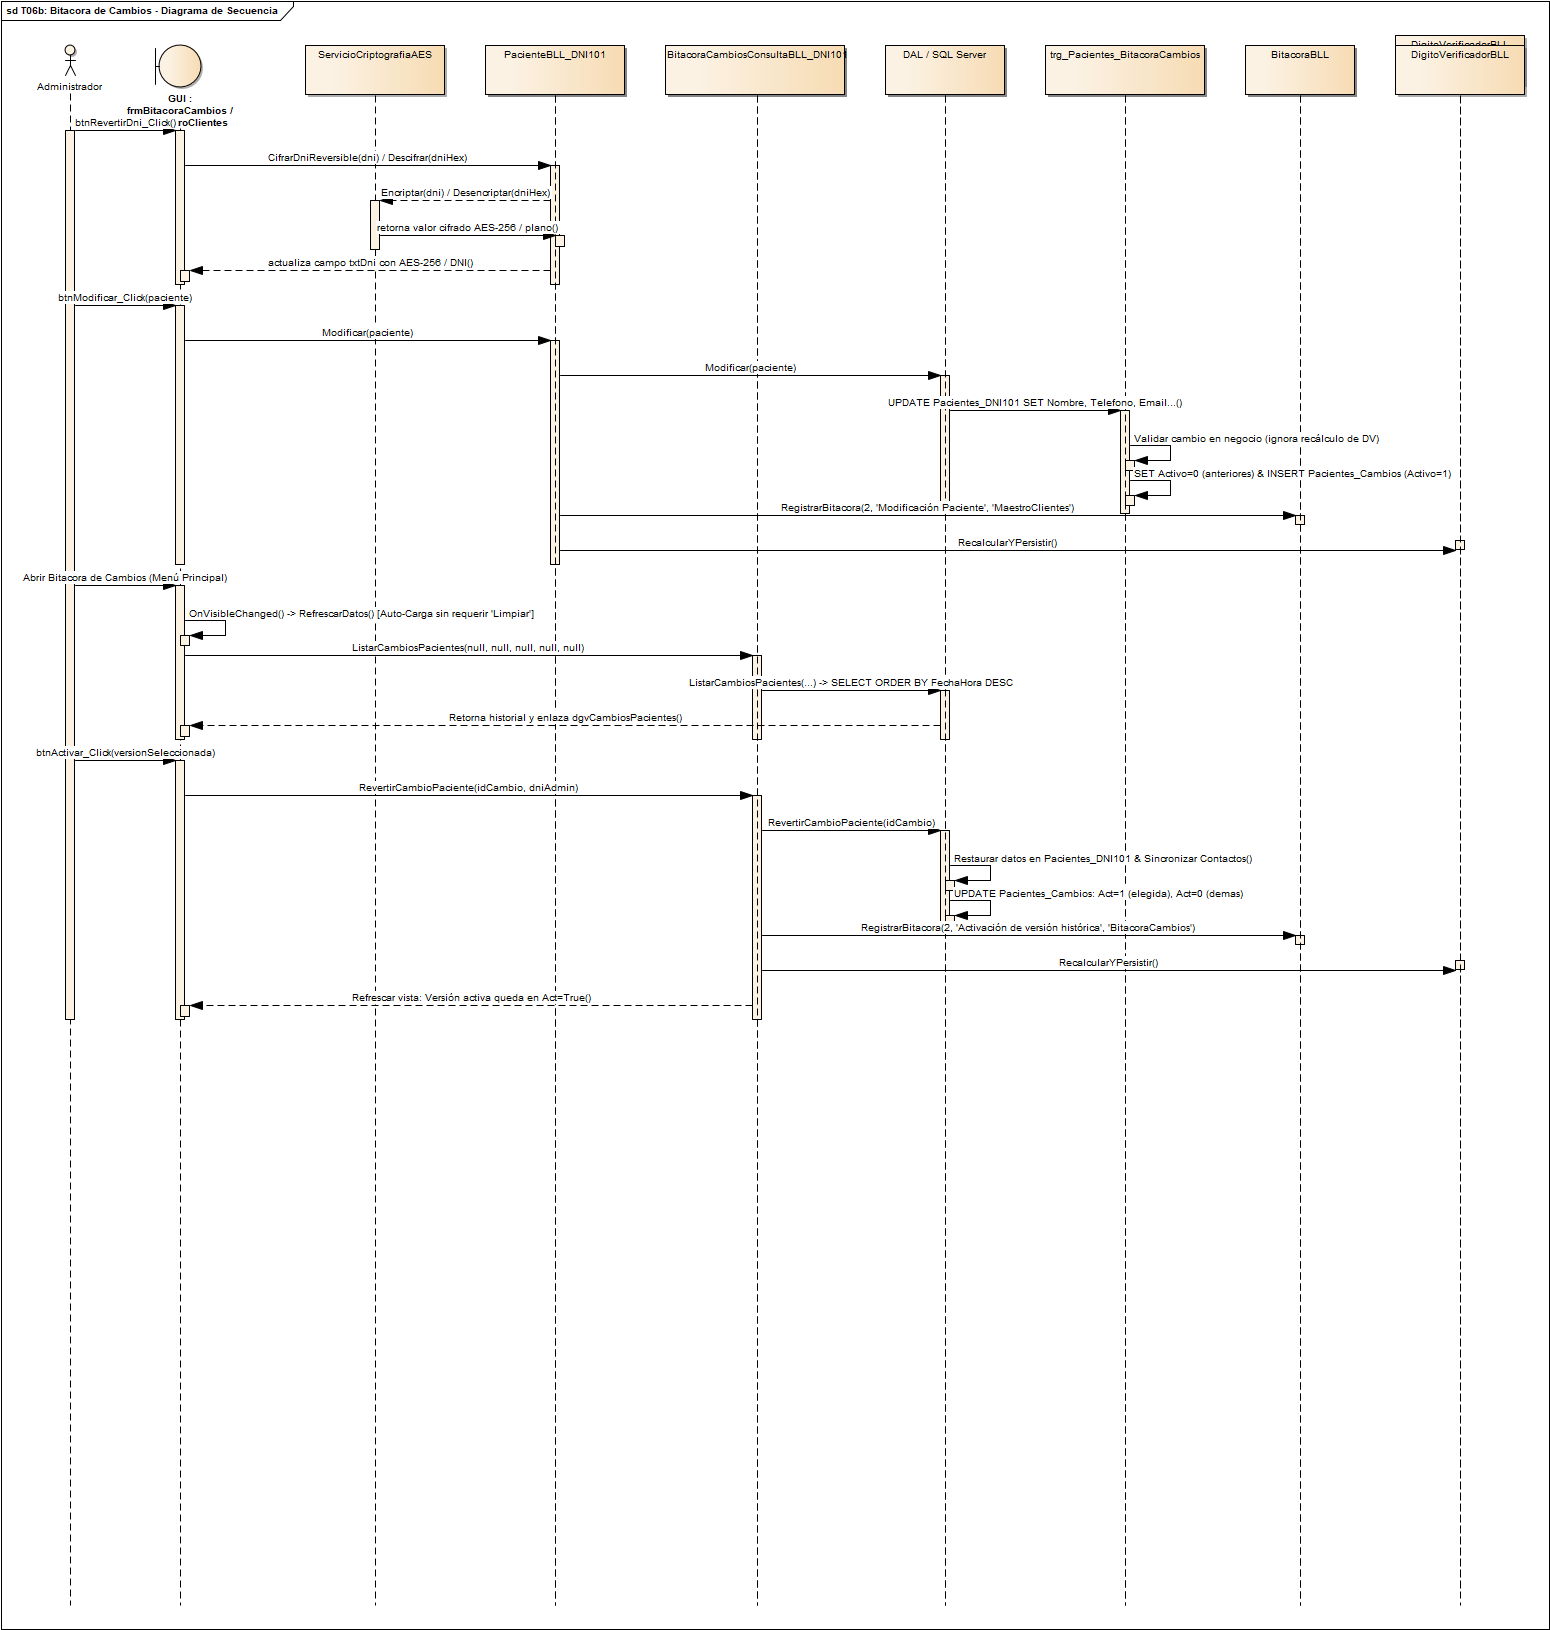 sd T06b: Bitacora de Cambios - Diagrama de Secuencia
Administrador
GUI :
frmBitacoraCambios /
roClientes
ServicioCriptografiaAES
PacienteBLL_DNI101
BitacoraCambiosConsultaBLL_DNI101
DAL / SQL Server
trg_Pacientes_BitacoraCambios
BitacoraBLL
DigitoVerificadorBLL
DigitoVerificadorBLL
btnRevertirDni_Click()
CifrarDniReversible(dni) / Descifrar(dniHex)
Encriptar(dni) / Desencriptar(dniHex)
retorna valor cifrado AES-256 / plano()
actualiza campo txtDni con AES-256 / DNI()
btnModificar_Click(paciente)
Modificar(paciente)
Modificar(paciente)
UPDATE Pacientes_DNI101 SET Nombre, Telefono, Email...()
Validar cambio en negocio (ignora recálculo de DV)
SET Activo=0 (anteriores) & INSERT Pacientes_Cambios (Activo=1)
RegistrarBitacora(2, 'Modificación Paciente', 'MaestroClientes')
RecalcularYPersistir()
Abrir Bitacora de Cambios (Menú Principal)
OnVisibleChanged() -> RefrescarDatos() [Auto-Carga sin requerir 'Limpiar']
ListarCambiosPacientes(null, null, null, null, null)
ListarCambiosPacientes(...) -> SELECT ORDER BY FechaHora DESC
Retorna historial y enlaza dgvCambiosPacientes()
btnActivar_Click(versionSeleccionada)
RevertirCambioPaciente(idCambio, dniAdmin)
RevertirCambioPaciente(idCambio)
Restaurar datos en Pacientes_DNI101 & Sincronizar Contactos()
UPDATE Pacientes_Cambios: Act=1 (elegida), Act=0 (demas)
RegistrarBitacora(2, 'Activación de versión histórica', 'BitacoraCambios')
RecalcularYPersistir()
Refrescar vista: Versión activa queda en Act=True()